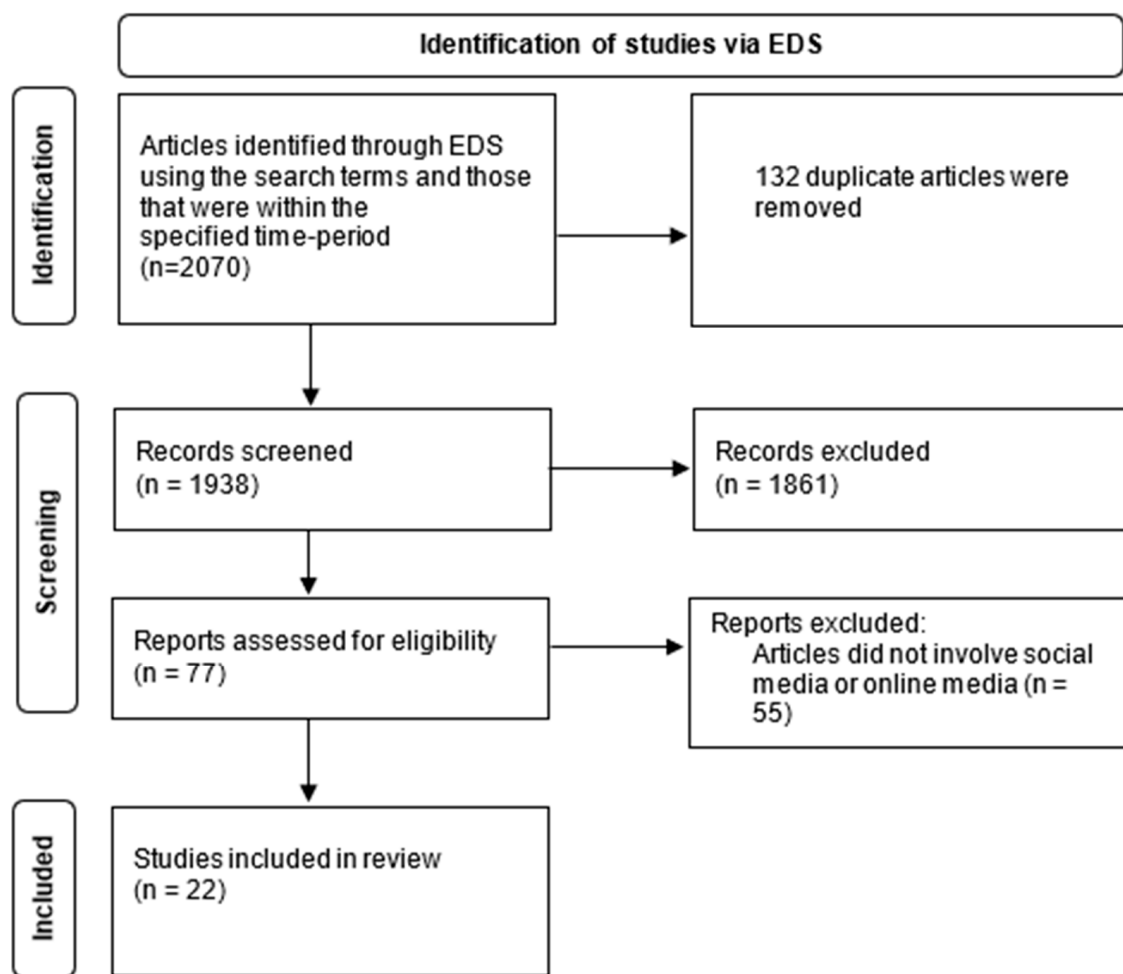 Identification of studies via EDS
Identification
Articles identified through EDS
using the search terms and those
that were within the
specified time-period
(n=2070)
132 duplicate articles were
removed
Screening
Records screened
(n = 1938)
Records excluded
(n = 1861)
Reports assessed for eligibility
(n = 77)
Reports excluded:
Articles did not involve social
media or online media (n =
55)
Included
Studies included in review
(n = 22)